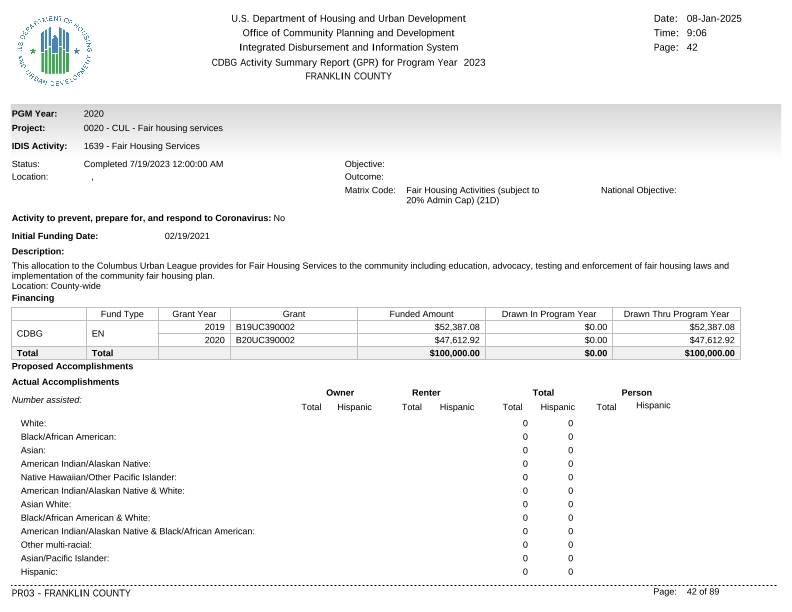 U.S. DEPARTMENT OF HOUSING AND URBAN DEVELOPMENT
U.S. Department of Housing and Urban Development
Office of Community Planning and Development
Integrated Disbursement and Information System
CDBG Activity Summary Report (GPR) for Program Year 2023
FRANKLIN COUNTY
Date: 08-Jan-2025
Time: 9:06
Page: 42
PGM Year: 2020
Project: 0020 - CUL - Fair housing services
IDIS Activity: 1639 - Fair Housing Services
Status: Completed 7/19/2023 12:00:00 AM Objective:
Location: , Outcome:
Matrix Code: Fair Housing Activities (subject to National Objective:
20% Admin Cap) (21D)
Activity to prevent, prepare for, and respond to Coronavirus: No
Initial Funding Date: 02/19/2021
Description:
This allocation to the Columbus Urban League provides for Fair Housing Services to the community including education, advocacy, testing and enforcement of fair housing laws and
implementation of the community fair housing plan.
Location: County-wide
Financing
Fund Type Grant Year Grant Funded Amount Drawn In Program Year Drawn Thru Program Year
CDBG EN 2019 B19UC390002 $52,387.08 $0.00 $52,387.08
2020 B20UC390002 $47,612.92 $0.00 $47,612.92
Total Total $100,000.00 $0.00 $100,000.00
Proposed Accomplishments
Actual Accomplishments
Number assisted: Owner Renter Total Person
Total Hispanic Total Hispanic Total Hispanic Total Hispanic
White: 0 0
Black/African American: 0 0
Asian: 0 0
American Indian/Alaskan Native: 0 0
Native Hawaiian/Other Pacific Islander: 0 0
American Indian/Alaskan Native & White: 0 0
Asian White: 0 0
Black/African American & White: 0 0
American Indian/Alaskan Native & Black/African American: 0 0
Other multi-racial: 0 0
Asian/Pacific Islander: 0 0
Hispanic: 0 0
PR03 - FRANKLIN COUNTY Page: 42 of 89